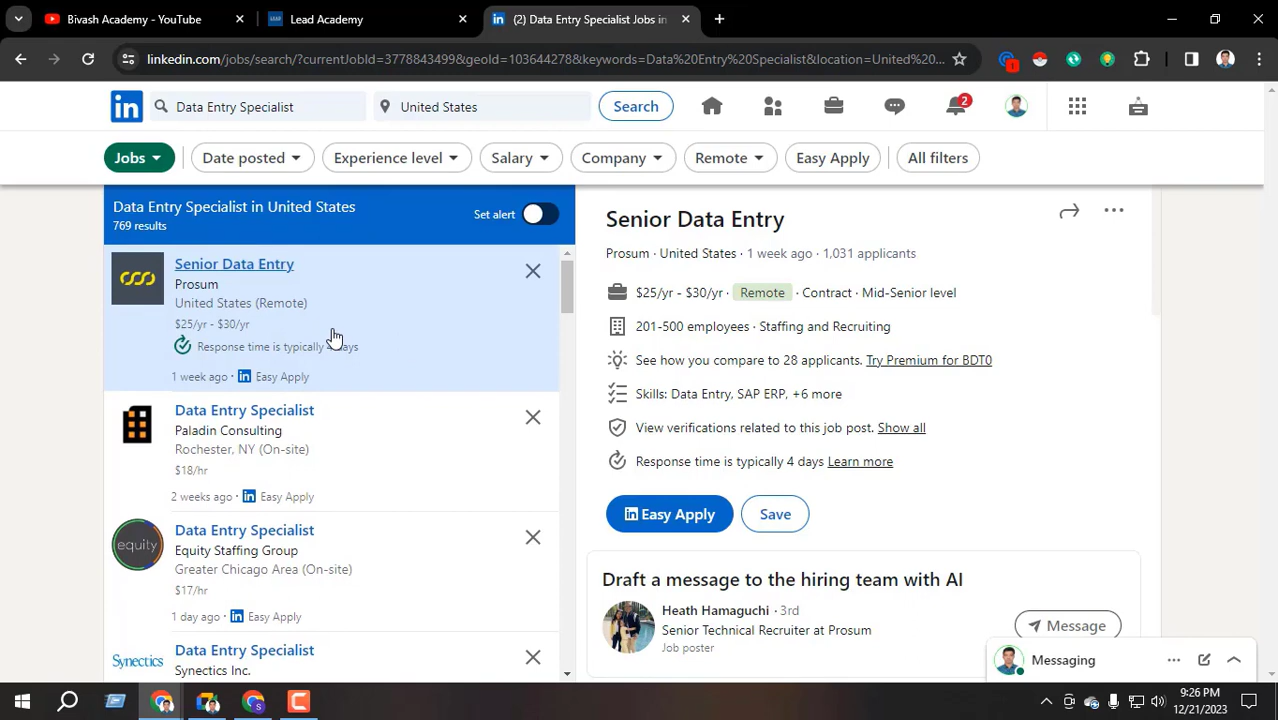 Bivash Academy - YouTube
Lead Academy
(2) Data Entry Specialist Jobs in
linkedin.com/jobs/search/?currentJobId=3778843499&geoId=103644278&keywords=Data%20Entry%20Specialist&location=United%20...
1
in
Data Entry Specialist
United States
Search
2
Jobs
Date posted
Experience level
Salary
Company
Remote
Easy Apply
All filters
Data Entry Specialist in United States
769 results
Set alert
Senior Data Entry
Prosum
United States (Remote)
$25/yr - $30/yr
Response time is typically 4 days
1 week ago · in Easy Apply
Data Entry Specialist
Paladin Consulting
Rochester, NY (On-site)
$18/hr
2 weeks ago · in Easy Apply
equity
Data Entry Specialist
Equity Staffing Group
Greater Chicago Area (On-site)
$17/hr
1 day ago · in Easy Apply
Synectics
Data Entry Specialist
Synectics Inc.
Senior Data Entry
Prosum · United States · 1 week ago · 1,031 applicants
$25/yr - $30/yr · Remote · Contract · Mid-Senior level
201-500 employees · Staffing and Recruiting
See how you compare to 28 applicants. Try Premium for BDT0
Skills: Data Entry, SAP ERP, +6 more
View verifications related to this job post. Show all
Response time is typically 4 days Learn more
in Easy Apply
Save
Draft a message to the hiring team with AI
Heath Hamaguchi · 3rd
Senior Technical Recruiter at Prosum
Job poster
Message
Messaging
9:26 PM
12/21/2023